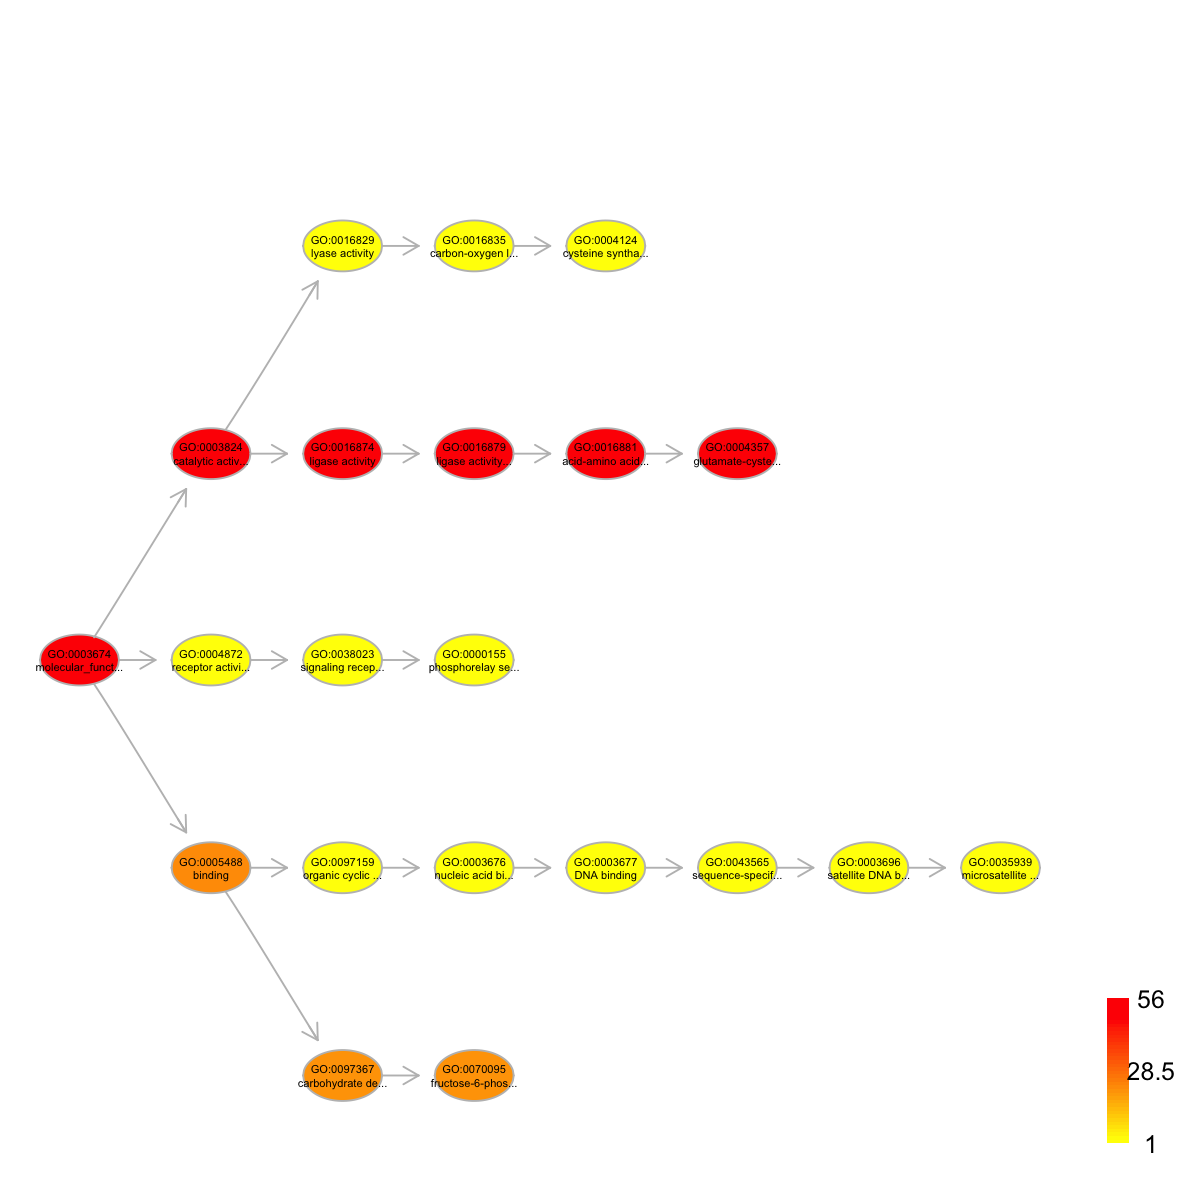 GO:0016829
lyase activity
GO:0016835
carbon-oxygen l...
GO:0004124
cysteine syntha...
GO:0003824
catalytic activ...
GO:0016874
ligase activity
GO:0016879
ligase activity...
GO:0016881
acid-amino acid...
GO:0004357
glutamate-cyste...
GO:0003674
molecular_funct...
GO:0004872
receptor activi...
GO:0038023
signaling recep...
GO:0000155
phosphorelay se...
GO:0005488
binding
GO:0097159
organic cyclic ...
GO:0003676
nucleic acid bi...
GO:0003677
DNA binding
GO:0043565
sequence-specif...
GO:0003696
satellite DNA b...
GO:0035939
microsatellite ...
GO:0097367
carbohydrate de...
GO:0070095
fructose-6-phos...
56
28.5
1